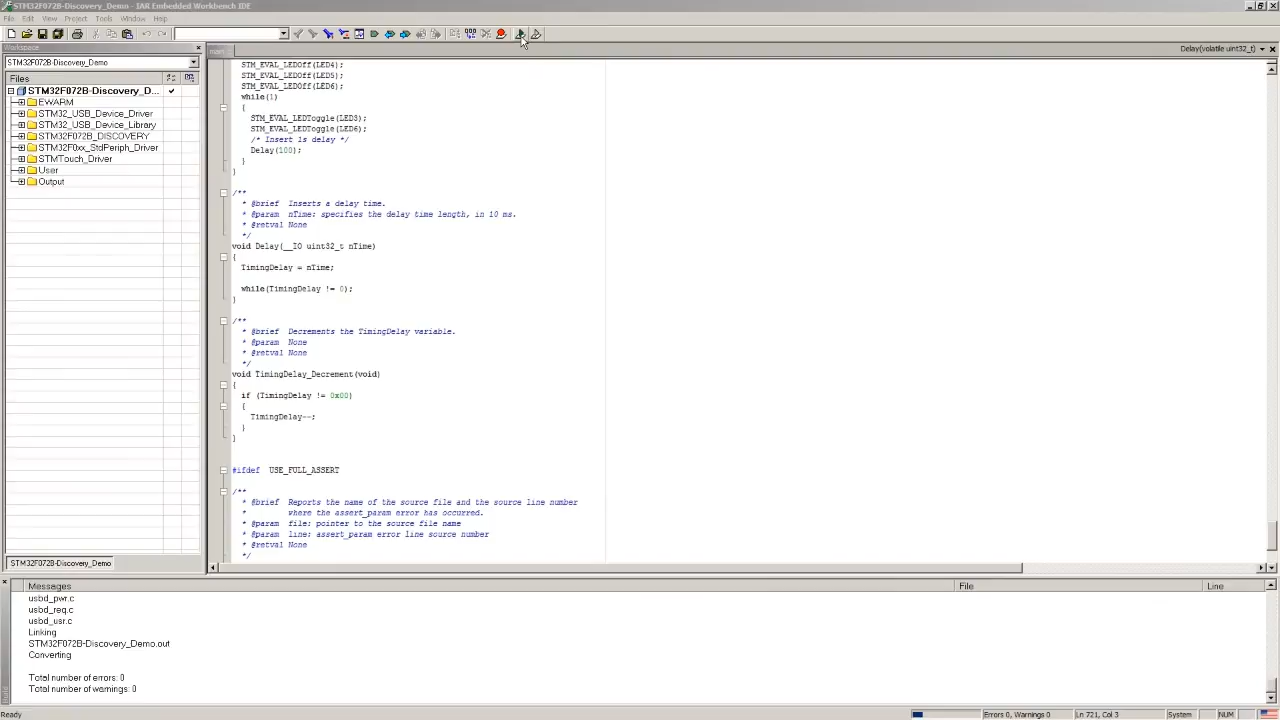 STM32F072B-Discovery_Demo - IAR Embedded Workbench IDE
File Edit View Project Tools Window Help
Workspace
STM32F072B-Discovery_Demo
Files
STM32F072B-Discovery_D...
EWARM
STM32_USB_Device_Driver
STM32_USB_Device_Library
STM32F072B_DISCOVERY
STM32F0xx_StdPeriph_Driver
STMTouch_Driver
User
Output
STM32F072B-Discovery_Demo
main
Delay(volatile uint32_t)
STM_EVAL_LEDOff(LED4);
STM_EVAL_LEDOff(LED5);
STM_EVAL_LEDOff(LED6);
while(1)
{
STM_EVAL_LEDToggle(LED3);
STM_EVAL_LEDToggle(LED6);
/* Insert 1s delay */
Delay(100);
}
}
/**
* @brief  Inserts a delay time.
* @param  nTime: specifies the delay time length, in 10 ms.
* @retval None
*/
void Delay(__IO uint32_t nTime)
{
TimingDelay = nTime;
while(TimingDelay != 0);
}
/**
* @brief  Decrements the TimingDelay variable.
* @param  None
* @retval None
*/
void TimingDelay_Decrement(void)
{
if (TimingDelay != 0x00)
{
TimingDelay--;
}
}
#ifdef  USE_FULL_ASSERT
/**
* @brief  Reports the name of the source file and the source line number
*         where the assert_param error has occurred.
* @param  file: pointer to the source file name
* @param  line: assert_param error line source number
* @retval None
*/
Messages File Line
usbd_pwr.c
usbd_req.c
usbd_usr.c
Linking
STM32F072B-Discovery_Demo.out
Converting
Total number of errors: 0
Total number of warnings: 0
Build
Ready Errors 0, Warnings 0 Ln 721, Col 3 System NUM